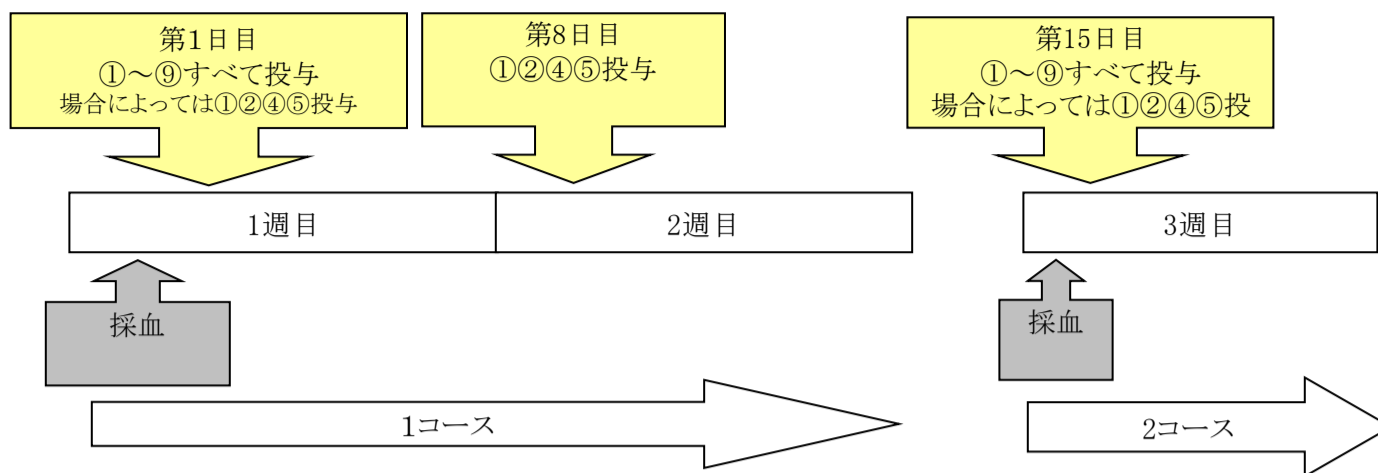 第1日目
①～⑨すべて投与
場合によっては①②④⑤投与
第8日目
①②④⑤投与
第15日目
①～⑨すべて投与
場合によっては①②④⑤投
1週目
2週目
3週目
採血
採血
1コース
2コース